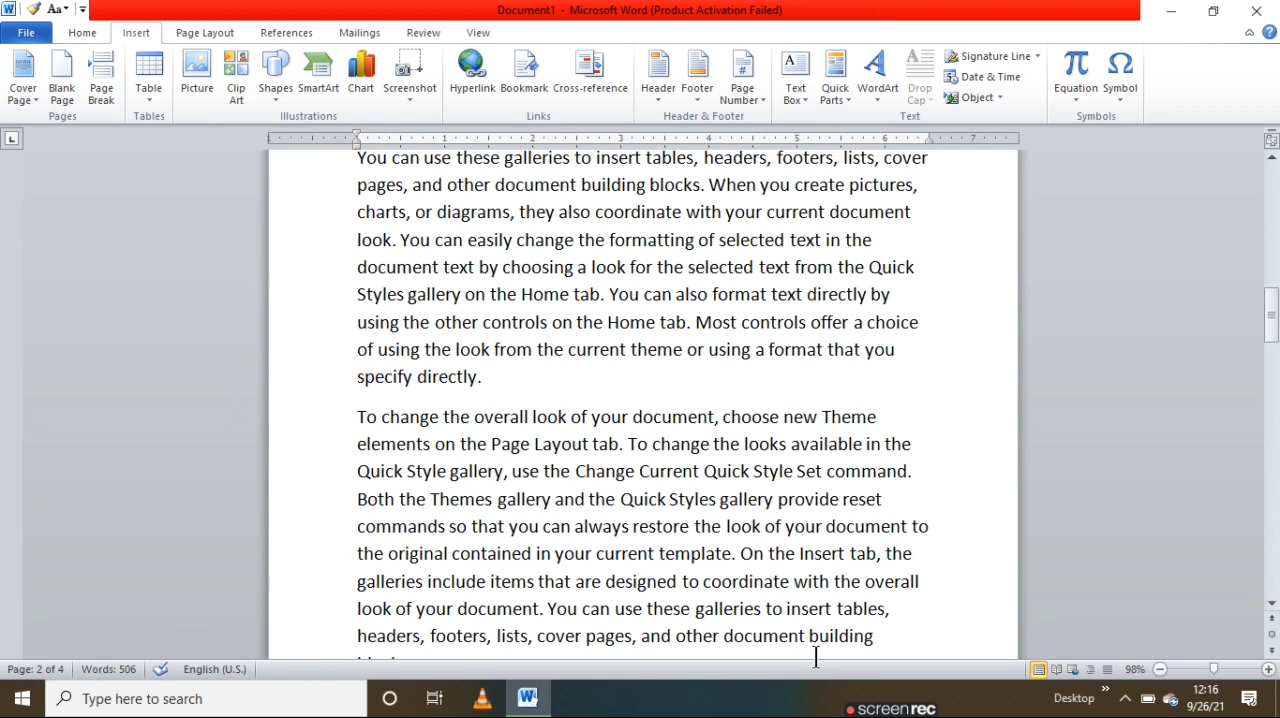 Document1 - Microsoft Word (Product Activation Failed)
W Aa
File Home Insert Page Layout References Mailings Review View
Cover Page
Blank Page
Page Break
Table
Picture
Clip Art
Shapes
SmartArt
Chart
Screenshot
Hyperlink
Bookmark
Cross-reference
Header
Footer
Page Number
Text Box
Quick Parts
WordArt
Drop Cap
Signature Line
Date & Time
Object
Equation
Symbol
Pages Tables Illustrations Links Header & Footer Text Symbols
1 2 3 4 5 6 7
You can use these galleries to insert tables, headers, footers, lists, cover
pages, and other document building blocks. When you create pictures,
charts, or diagrams, they also coordinate with your current document
look. You can easily change the formatting of selected text in the
document text by choosing a look for the selected text from the Quick
Styles gallery on the Home tab. You can also format text directly by
using the other controls on the Home tab. Most controls offer a choice
of using the look from the current theme or using a format that you
specify directly.
To change the overall look of your document, choose new Theme
elements on the Page Layout tab. To change the looks available in the
Quick Style gallery, use the Change Current Quick Style Set command.
Both the Themes gallery and the Quick Styles gallery provide reset
commands so that you can always restore the look of your document to
the original contained in your current template. On the Insert tab, the
galleries include items that are designed to coordinate with the overall
look of your document. You can use these galleries to insert tables,
headers, footers, lists, cover pages, and other document building
Page: 2 of 4 Words: 506 English (U.S.) 98%
Type here to search
Desktop
12:16
9/26/21
screenrec